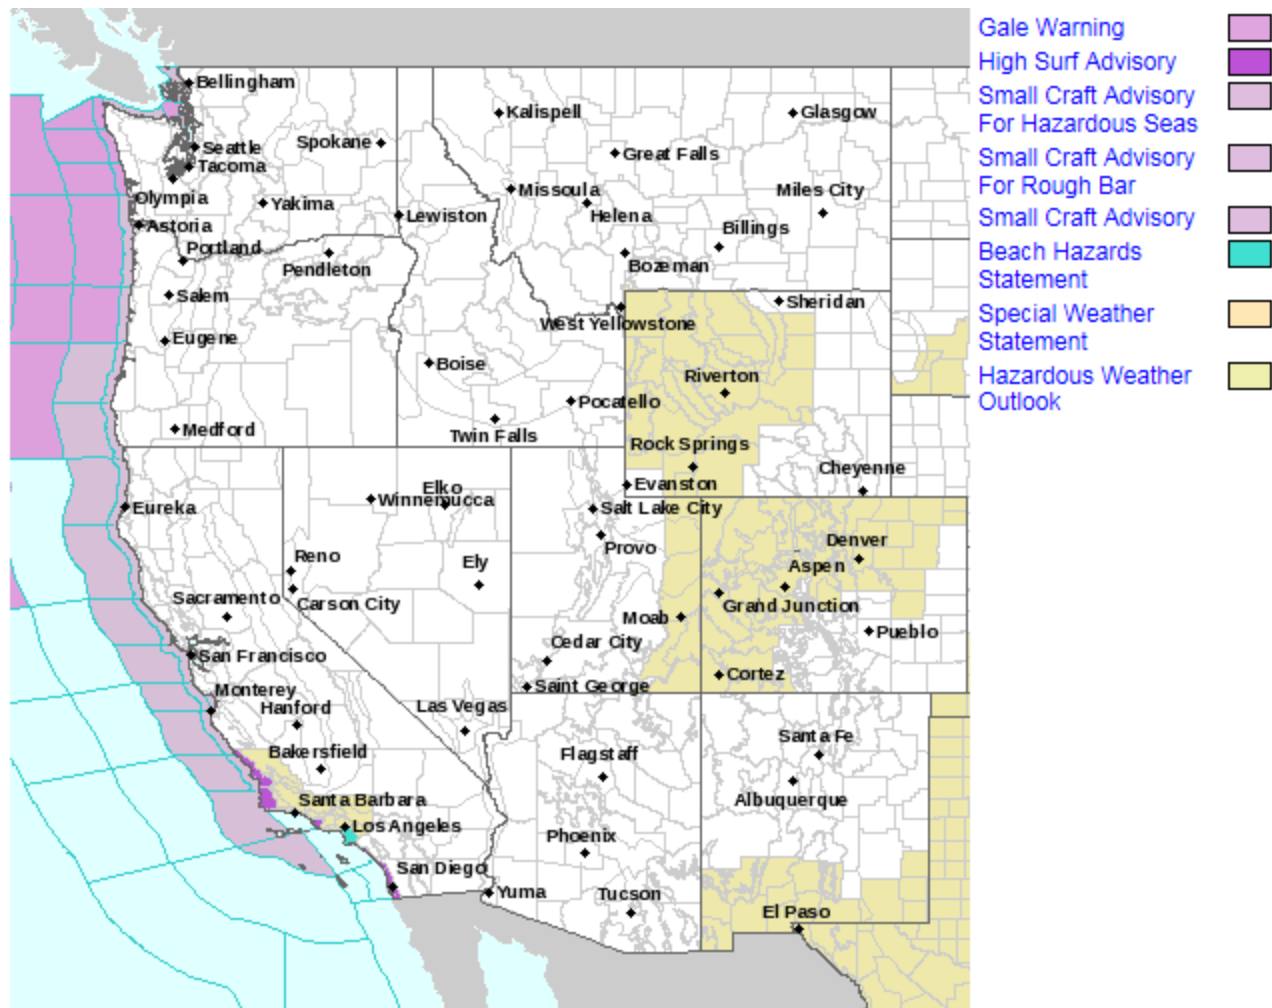 Gale Warning
High Surf Advisory
Small Craft Advisory
For Hazardous Seas
Small Craft Advisory
For Rough Bar
Small Craft Advisory
Beach Hazards
Statement
Special Weather
Statement
Hazardous Weather
Outlook
Bellingham
Kalispell
Glasgow
Seattle
Spokane
Great Falls
Tacoma
Olympia
Yakima
Missoula
Miles City
Lewiston
Helena
Astoria
Billings
Portland
Pendleton
Bozeman
Salem
Sheridan
West Yellowstone
Eugene
Boise
Riverton
Pocatello
Medford
Twin Falls
Rock Springs
Cheyenne
Evanston
Elko
Winnemucca
Eureka
Salt Lake City
Provo
Denver
Reno
Ely
Aspen
Sacramento
Carson City
Grand Junction
Moab
Pueblo
Cedar City
San Francisco
Cortez
Saint George
Monterey
Hanford
Las Vegas
Bakersfield
Flagstaff
Santa Fe
Santa Barbara
Albuquerque
Los Angeles
Phoenix
San Diego
Yuma
Tucson
El Paso